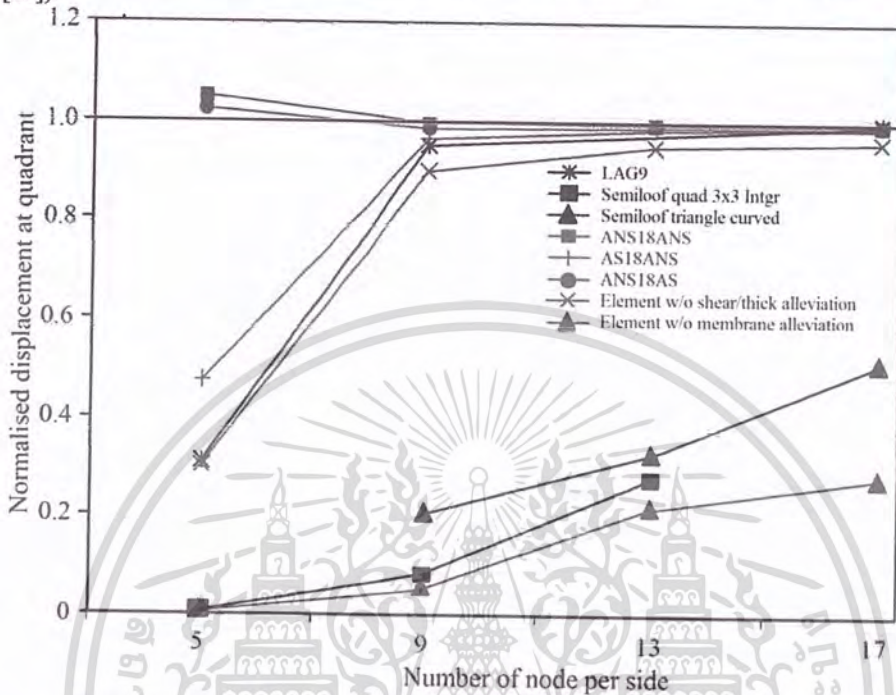 1.2
1.0
0.8
0.6
0.4
0.2
0
Normalised displacement at quadrant
LAG9
Semiloof quad 3x3 Intgr
Semiloof triangle curved
ANS18ANS
AS18ANS
ANS18AS
Element w/o shear/thick alleviation
Element w/o membrane alleviation
5 9 13 17
Number of node per side